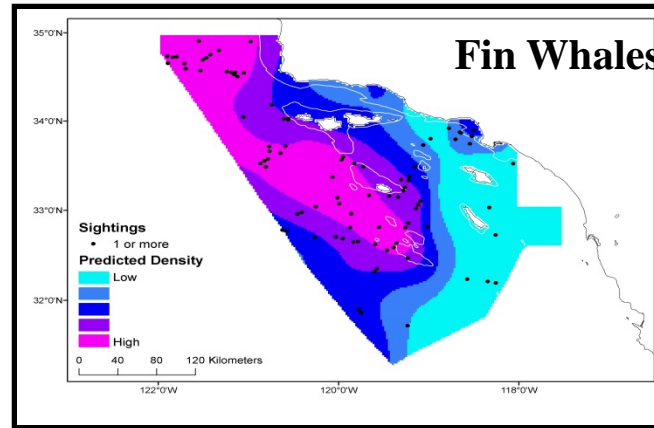 Fin Whales
35°0'N
34°0'N
33°0'N
32°0'N
Sightings
1 or more
Predicted Density
Low
High
0 40 80 120 Kilometers
122°0'W
120°0'W
118°0'W